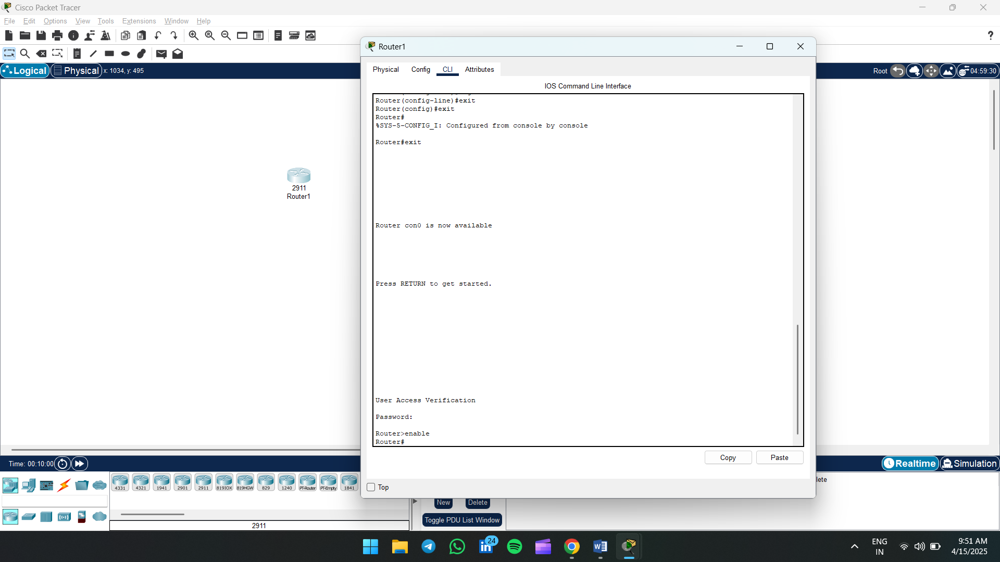 Cisco Packet Tracer
File Edit Options View Tools Extensions Window Help
Logical Physical x: 1034, y: 495
Root 04:59:30
2911
Router1
Router1
Physical Config CLI Attributes
IOS Command Line Interface
Router(config-line)#exit
Router(config)#exit
Router#
%SYS-5-CONFIG_I: Configured from console by console
Router#exit
Router con0 is now available
Press RETURN to get started.
User Access Verification
Password:
Router>enable
Router#
Copy Paste
Top
Time: 00:10:00
Realtime Simulation
4331 4321 1941 2901 2911 819IOX 819HGW 829 1240 PT-Router PT-Empty 1841
lete
New Delete
Toggle PDU List Window
2911
24
ENG
IN
9:51 AM
4/15/2025